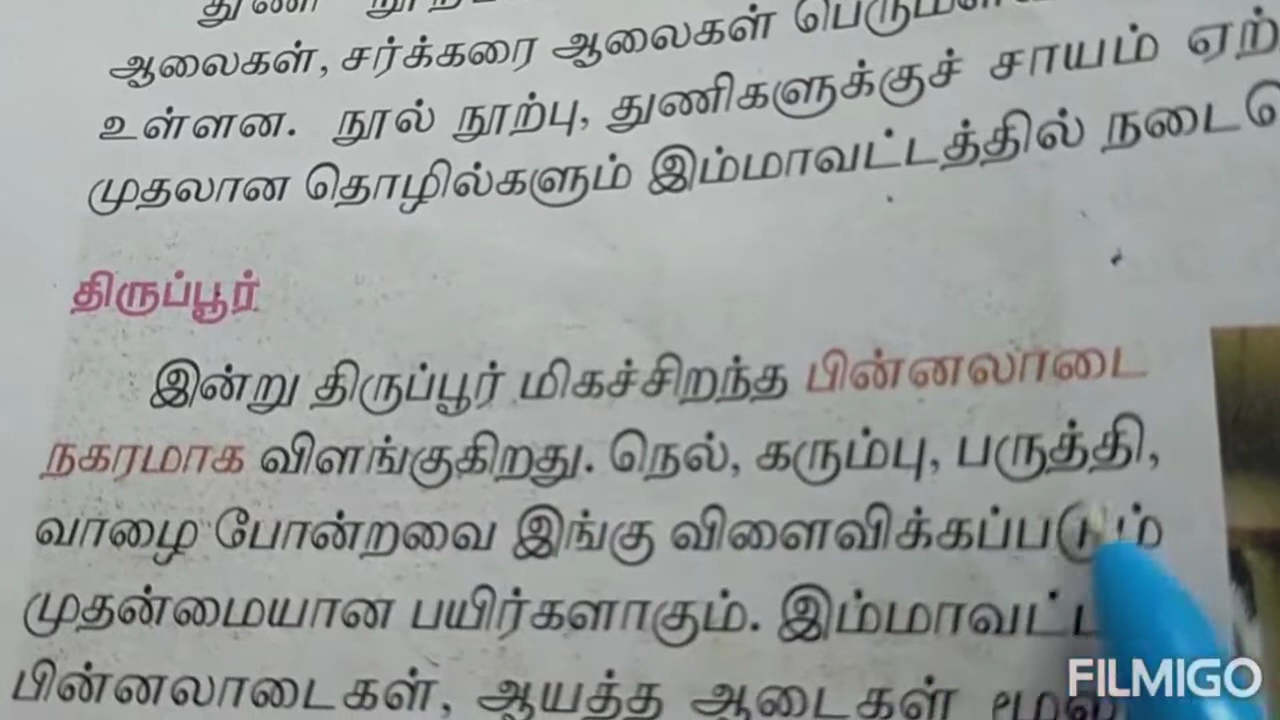 துணி
ஆலைகள், சர்க்கரை ஆலைகள்
உள்ளன. நூல் நூற்பு, துணிகளுக்குச் சாயம்
முதலான தொழில்களும் இம்மாவட்டத்தில்
திருப்பூர்
இன்று திருப்பூர் மிகச்சிறந்த பின்னலாடை
நகரமாக விளங்குகிறது. நெல், கரும்பு, பருத்தி,
வாழை போன்றவை இங்கு விளைவிக்கப்படும்
முதன்மையான பயிர்களாகும்.
பின்னலாடைகள், ஆயத்த ஆடைகள்
FILMIGO